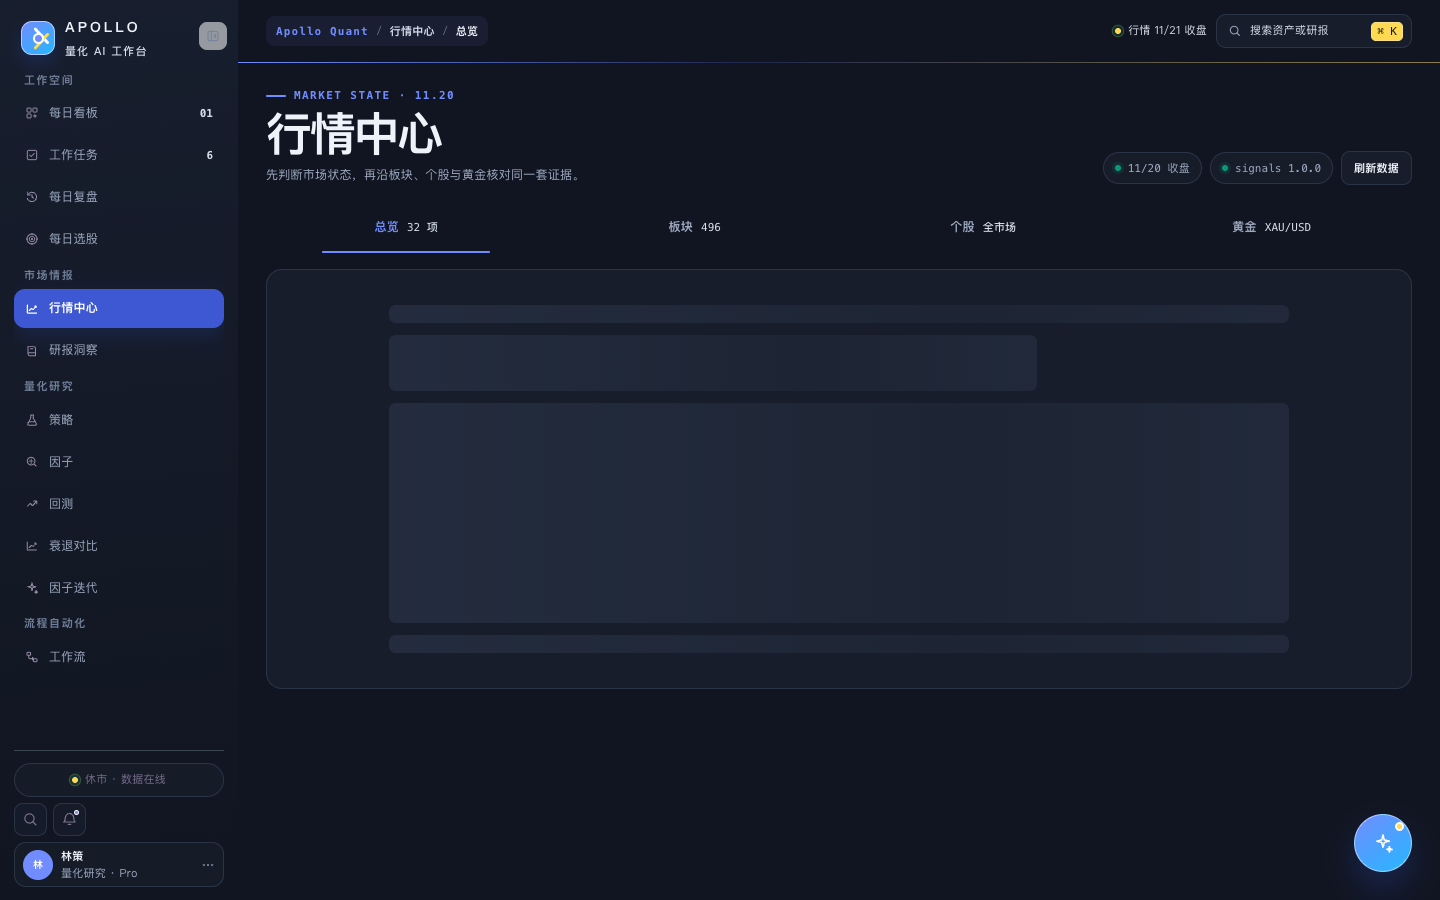 APOLLO
量化 AI 工作台
工作空间
每日看板 01
工作任务 6
每日复盘
每日选股
市场情报
行情中心
研报洞察
量化研究
策略
因子
回测
衰退对比
因子迭代
流程自动化
工作流
休市 · 数据在线
林
林策
量化研究 · Pro
Apollo Quant / 行情中心 / 总览
行情 11/21 收盘
搜索资产或研报
⌘ K
MARKET STATE · 11.20
行情中心
先判断市场状态，再沿板块、个股与黄金核对同一套证据。
11/20 收盘
signals 1.0.0
刷新数据
总览 32 项
板块 496
个股 全市场
黄金 XAU/USD